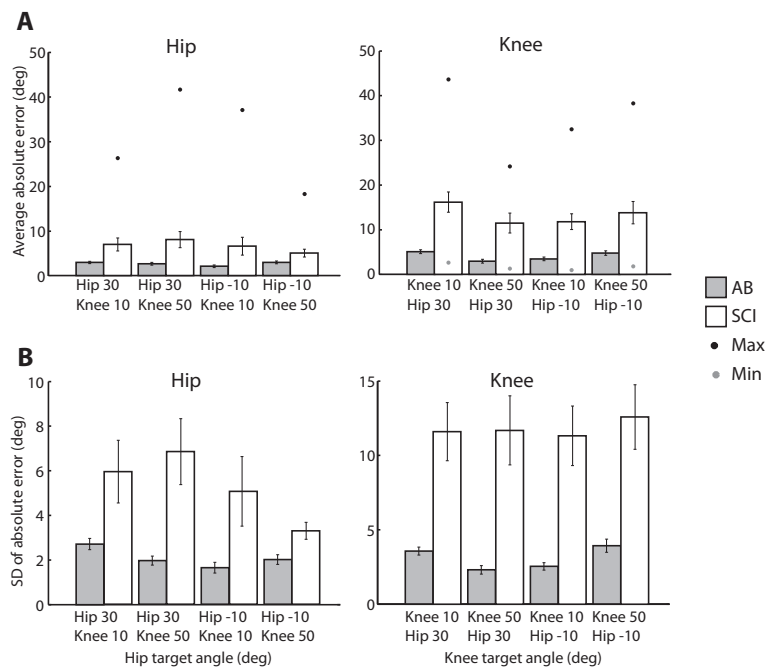 A
Hip
Knee
Average absolute error (deg)
50
40
30
20
10
0
Hip 30 Hip 30 Hip -10 Hip -10
Knee 10 Knee 50 Knee 10 Knee 50
50
40
30
20
10
0
Knee 10 Knee 50 Knee 10 Knee 50
Hip 30 Hip 30 Hip -10 Hip -10
AB
SCI
Max
Min
B
Hip
Knee
SD of absolute error (deg)
10
8
6
4
2
0
Hip 30 Hip 30 Hip -10 Hip -10
Knee 10 Knee 50 Knee 10 Knee 50
Hip target angle (deg)
15
10
5
0
Knee 10 Knee 50 Knee 10 Knee 50
Hip 30 Hip 30 Hip -10 Hip -10
Knee target angle (deg)